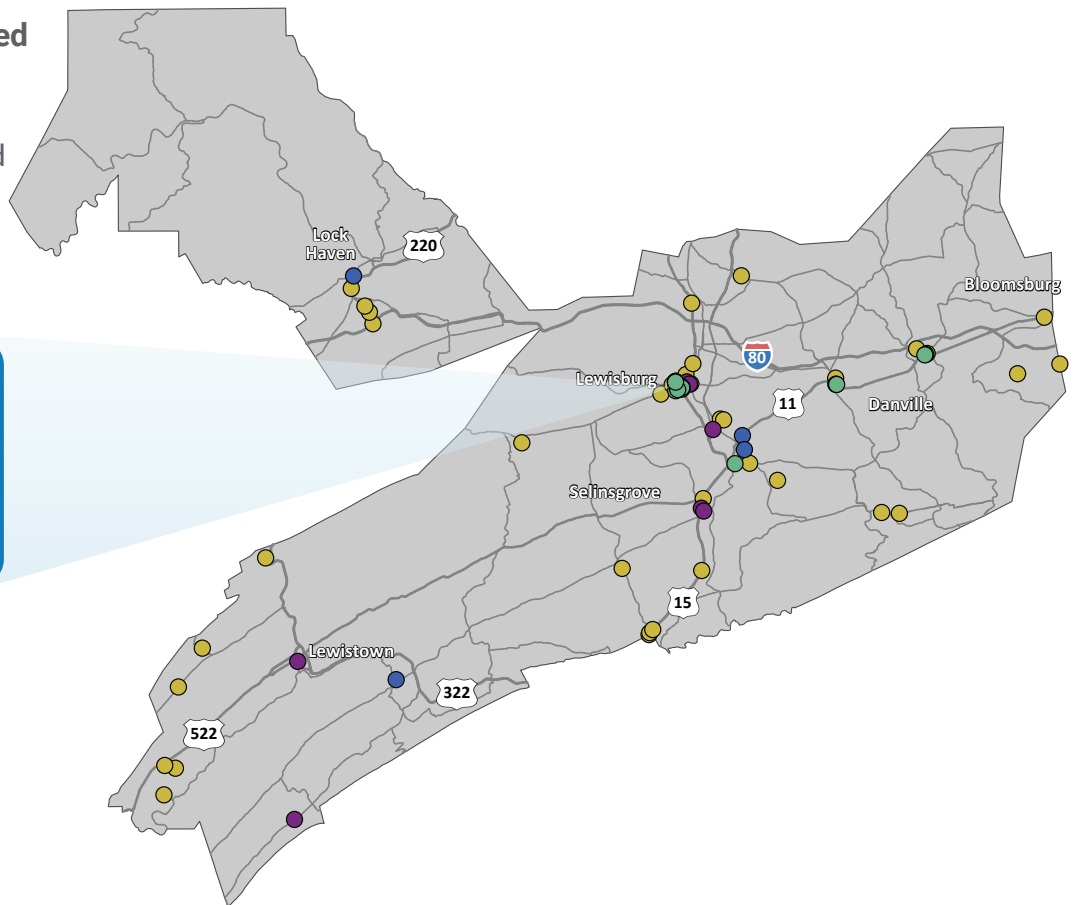 ed
d
Lock
Haven
220
Bloomsburg
80
Lewisburg
11
Danville
Selinsgrove
15
Lewistown
322
522